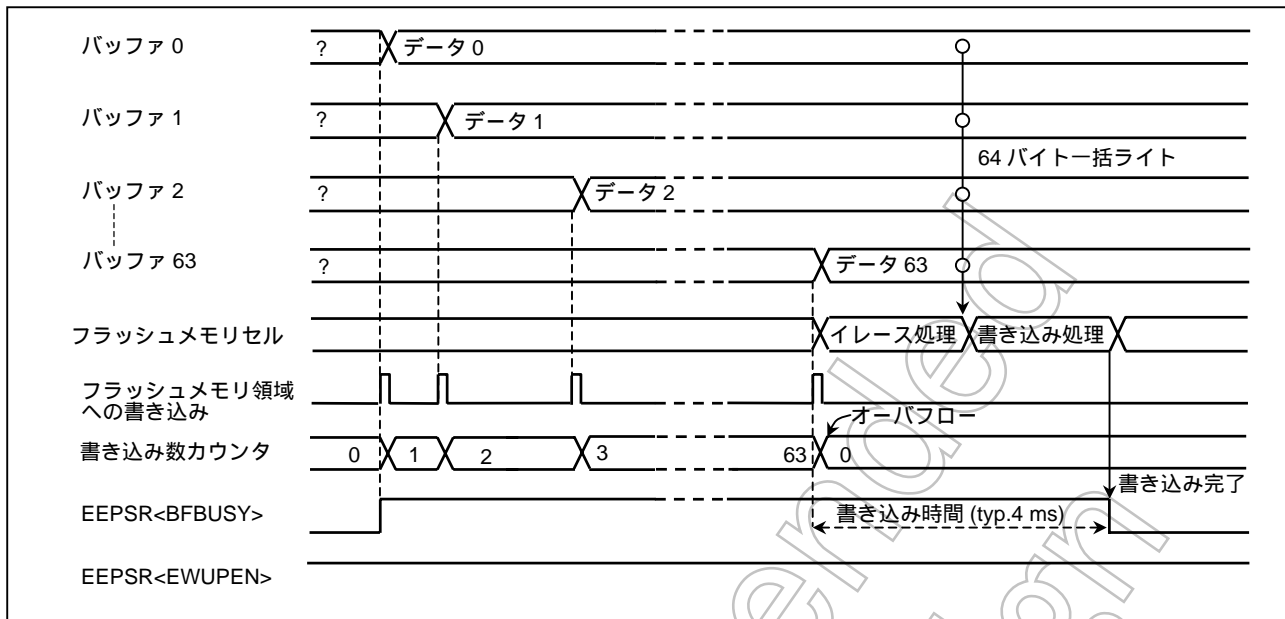 バッファ 0 ? データ 0
バッファ 1 ? データ 1
64 バイト一括ライト
バッファ 2 ? データ 2
バッファ 63 ? データ 63
フラッシュメモリセル イレース処理 書き込み処理
フラッシュメモリ領域
への書き込み
オーバフロー
書き込み数カウンタ 0 1 2 3 63 0
書き込み完了
EEPSR<BFBUSY> 書き込み時間 (typ.4 ms)
EEPSR<EWUPEN>